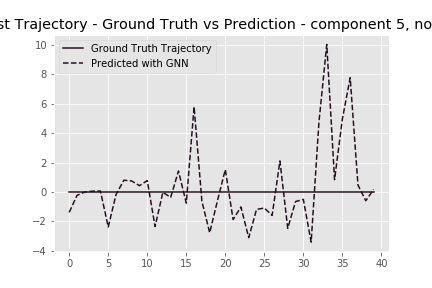 st Trajectory - Ground Truth vs Prediction - component 5, no
Ground Truth Trajectory
Predicted with GNN
10
8
6
4
2
0
−2
−4
0 5 10 15 20 25 30 35 40